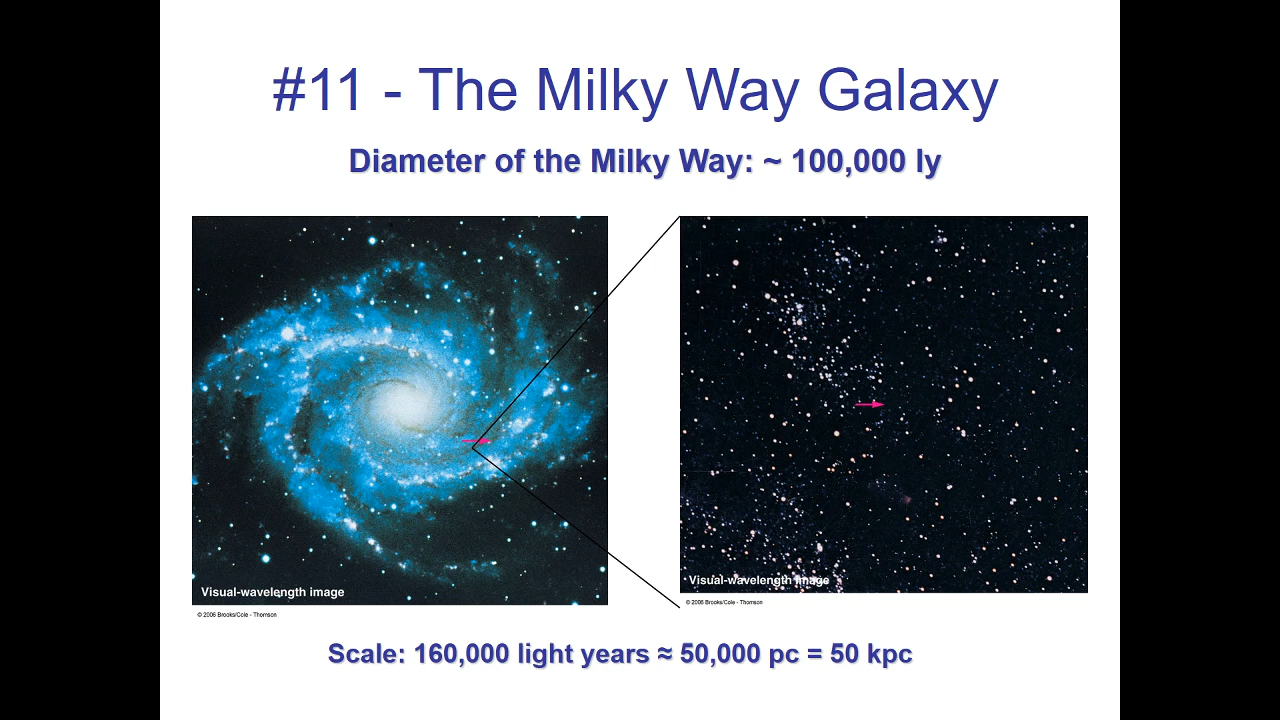 #11 - The Milky Way Galaxy
Diameter of the Milky Way: ~ 100,000 ly
Visual-wavelength image
© 2006 Brooks/Cole - Thomson
Visual-wavelength image
© 2006 Brooks/Cole - Thomson
Scale: 160,000 light years ≈ 50,000 pc = 50 kpc